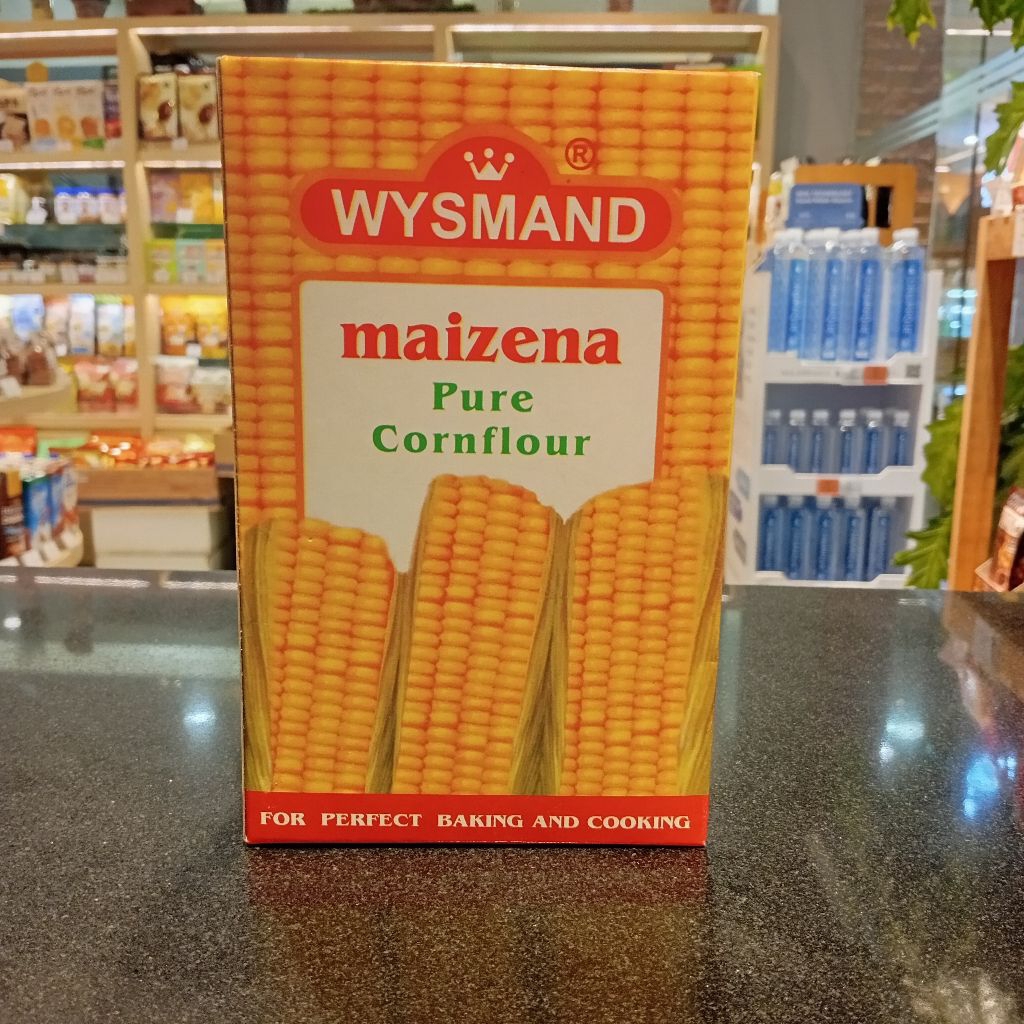 ®
WYSMAND
maizena
Pure
Cornflour
FOR PERFECT BAKING AND COOKING